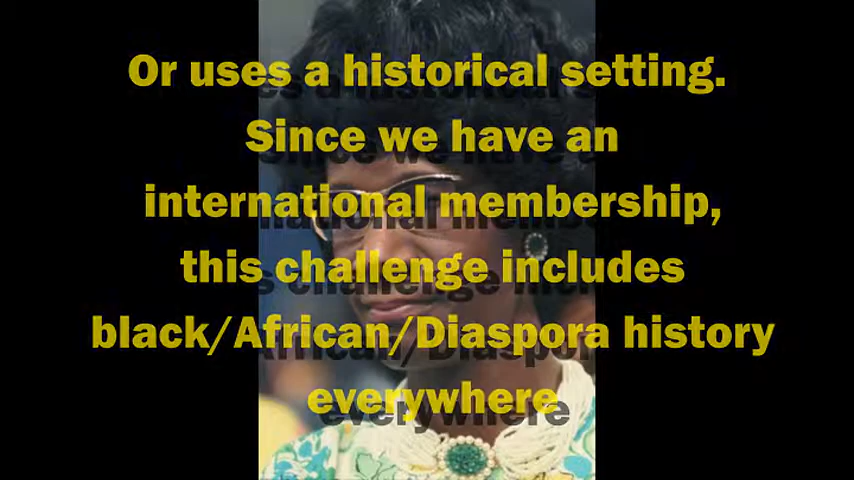 Or uses a historical setting.
Since we have an
international membership,
this challenge includes
black/African/Diaspora history
everywhere